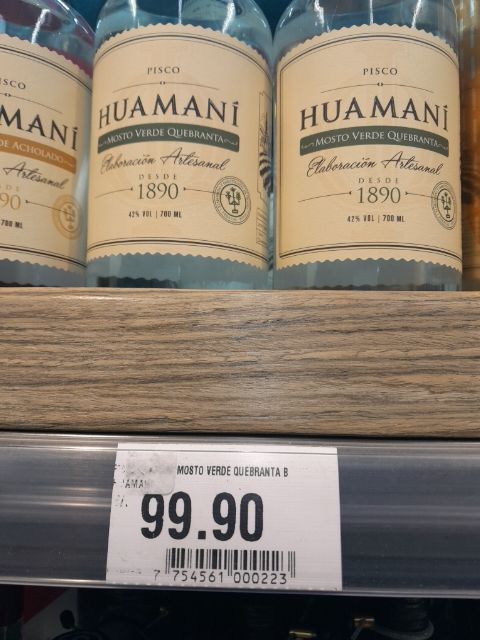 PISCO
MANÍ
DE ACHOLADO
Artesanal
90
700 ML
PISCO
HUAMANÍ
MOSTO VERDE QUEBRANTA
Elaboración Artesanal
DESDE
1890
42% VOL | 700 ML
PISCO
HUAMANÍ
MOSTO VERDE QUEBRANTA
Elaboración Artesanal
DESDE
1890
42% VOL | 700 ML
MOSTO VERDE QUEBRANTA B
99.90
7 754561 000223